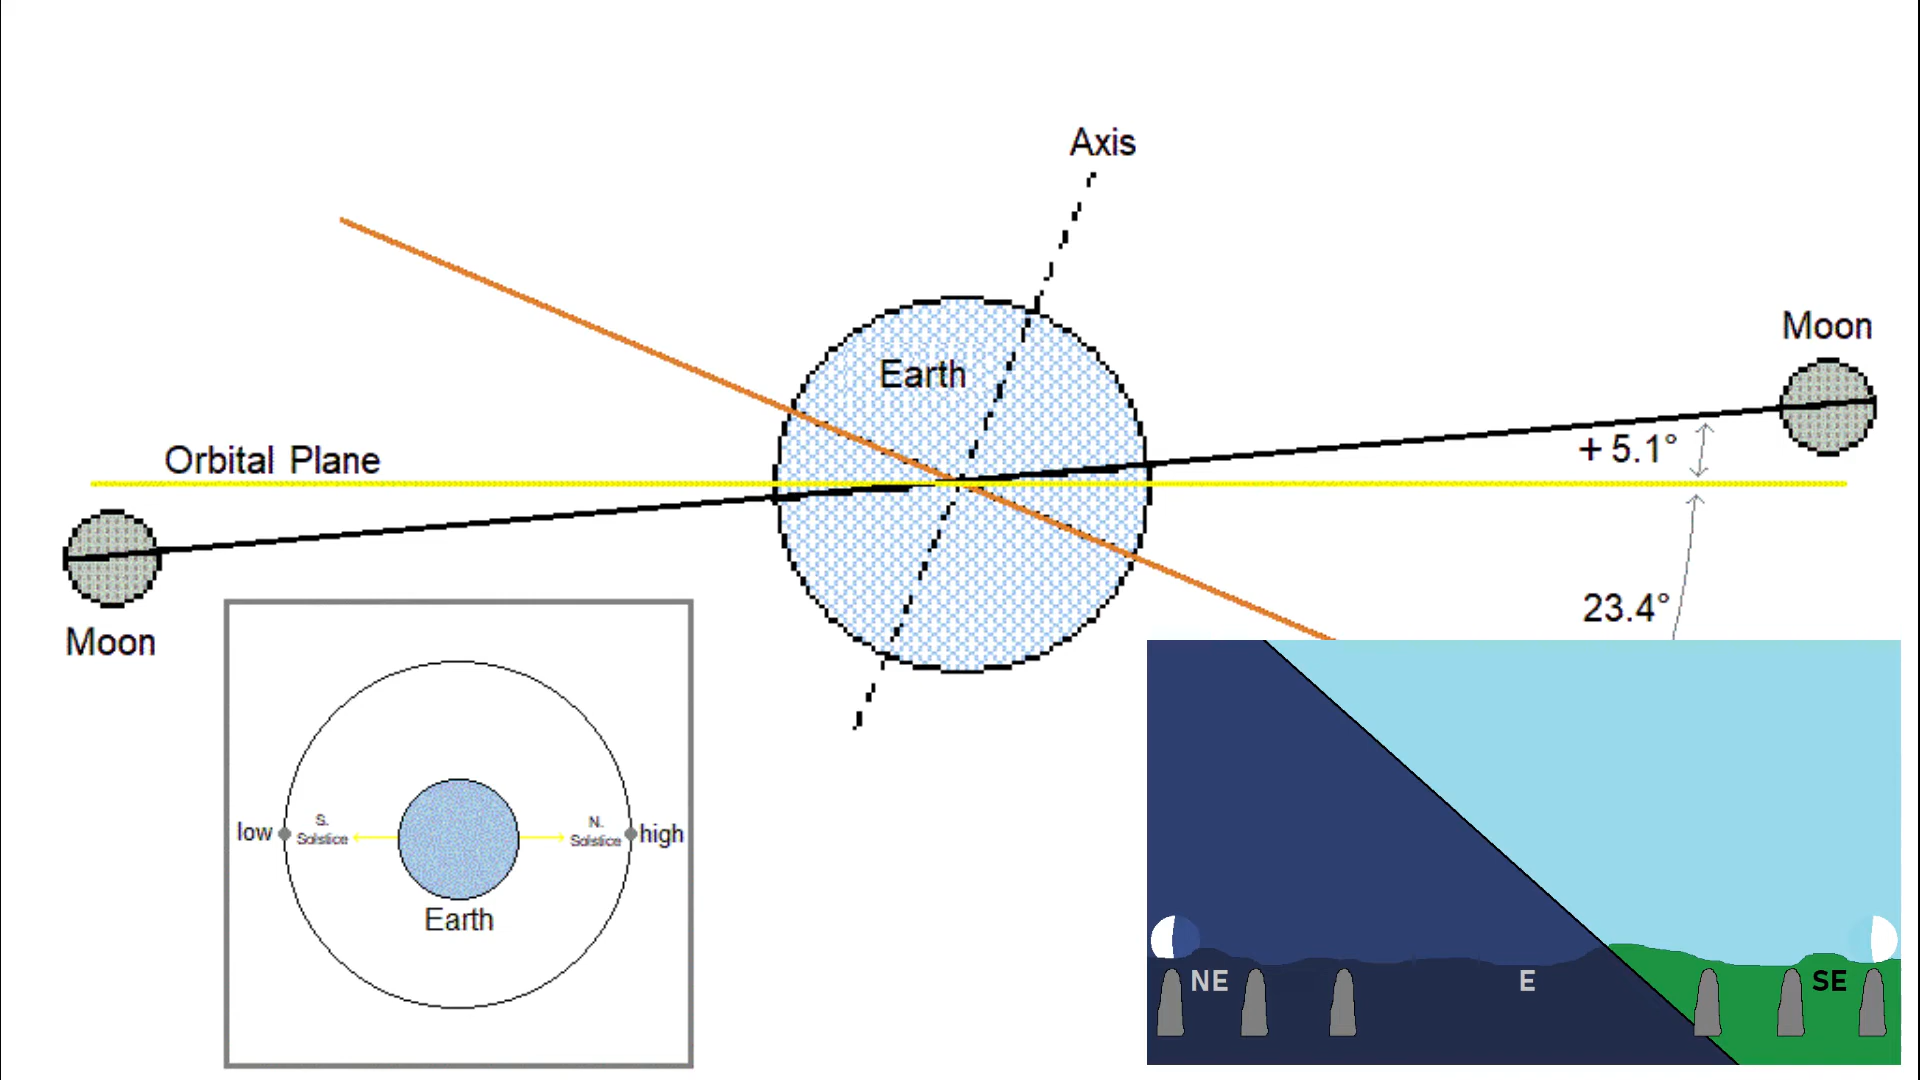 Axis
Moon
Earth
Orbital Plane
+ 5.1°
23.4°
Moon
low
S.
Solstice
N.
Solstice
high
Earth
NE
E
SE